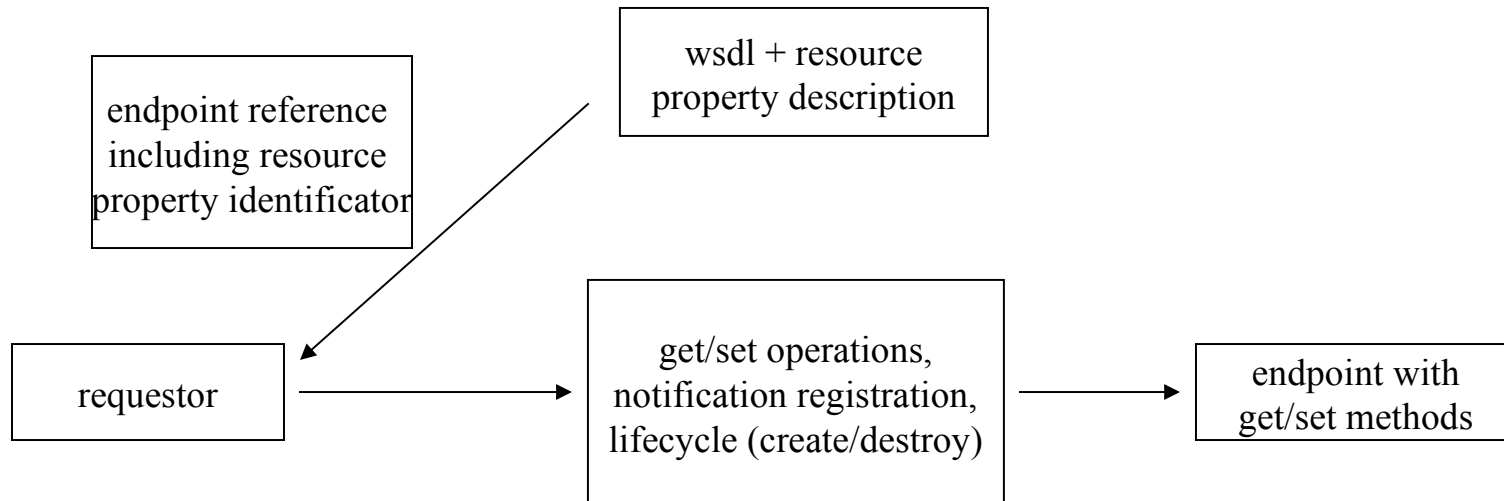 wsdl + resource
property description
endpoint reference
including resource
property identificator
requestor
get/set operations,
notification registration,
lifecycle (create/destroy)
endpoint with
get/set methods